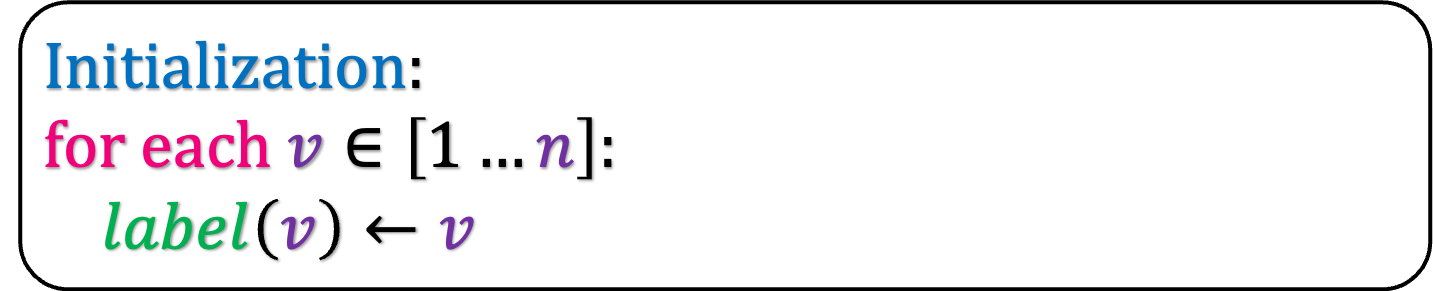 Initialization:
for each v ∈ [1 … n]:
label(v) ← v